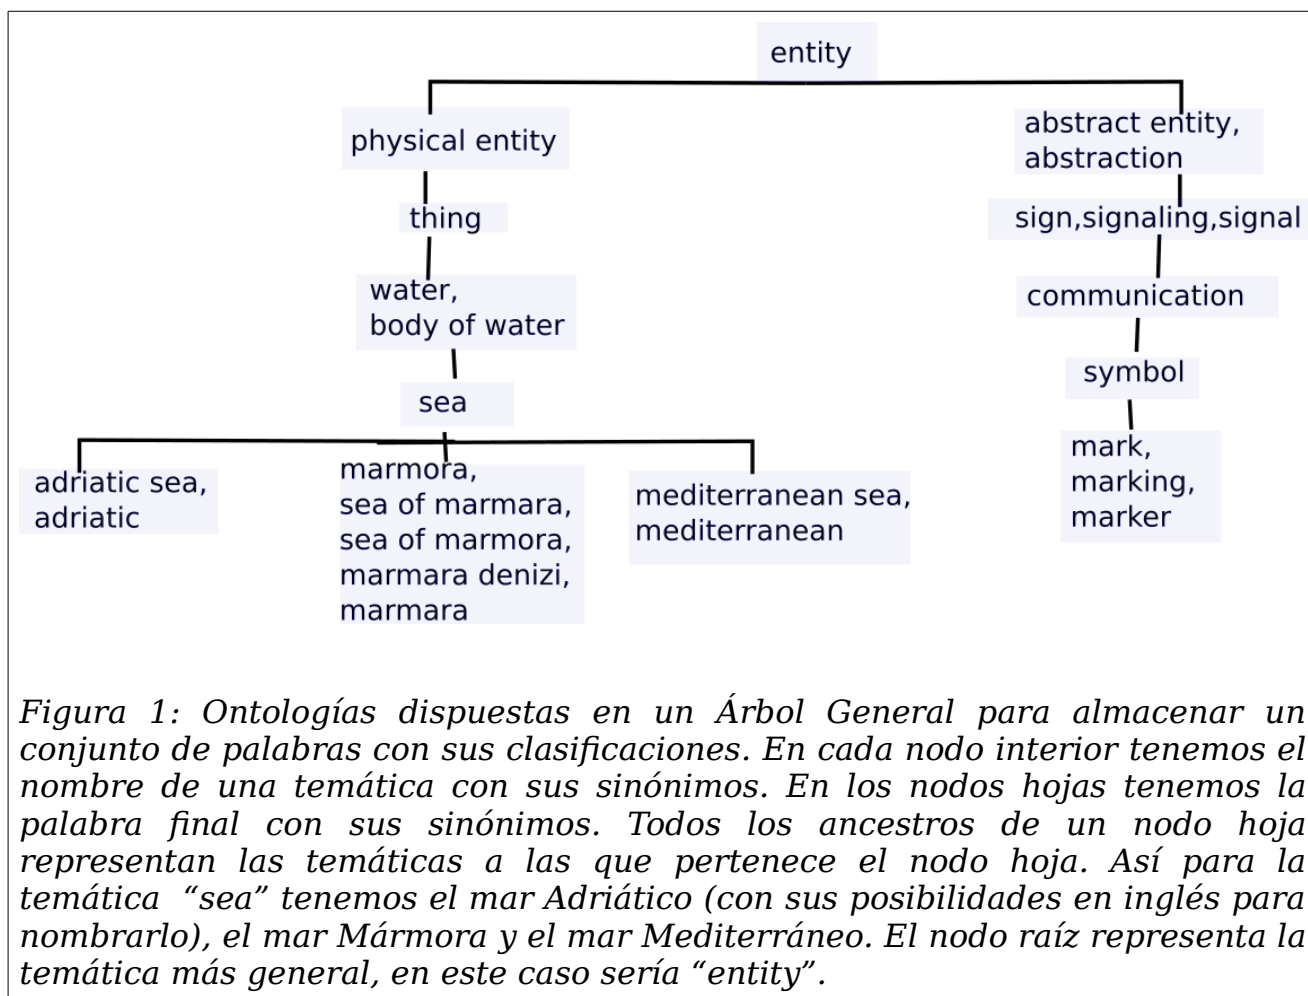 entity
physical entity
abstract entity,
abstraction
thing
sign,signaling,signal
water,
body of water
communication
symbol
sea
mark,
marking,
marker
adriatic sea,
adriatic
marmora,
sea of marmara,
sea of marmora,
marmara denizi,
marmara
mediterranean sea,
mediterranean
Figura 1: Ontologías dispuestas en un Árbol General para almacenar un
conjunto de palabras con sus clasificaciones. En cada nodo interior tenemos el
nombre de una temática con sus sinónimos. En los nodos hojas tenemos la
palabra final con sus sinónimos. Todos los ancestros de un nodo hoja
representan las temáticas a las que pertenece el nodo hoja. Así para la
temática “sea” tenemos el mar Adriático (con sus posibilidades en inglés para
nombrarlo), el mar Mármora y el mar Mediterráneo. El nodo raíz representa la
temática más general, en este caso sería “entity”.